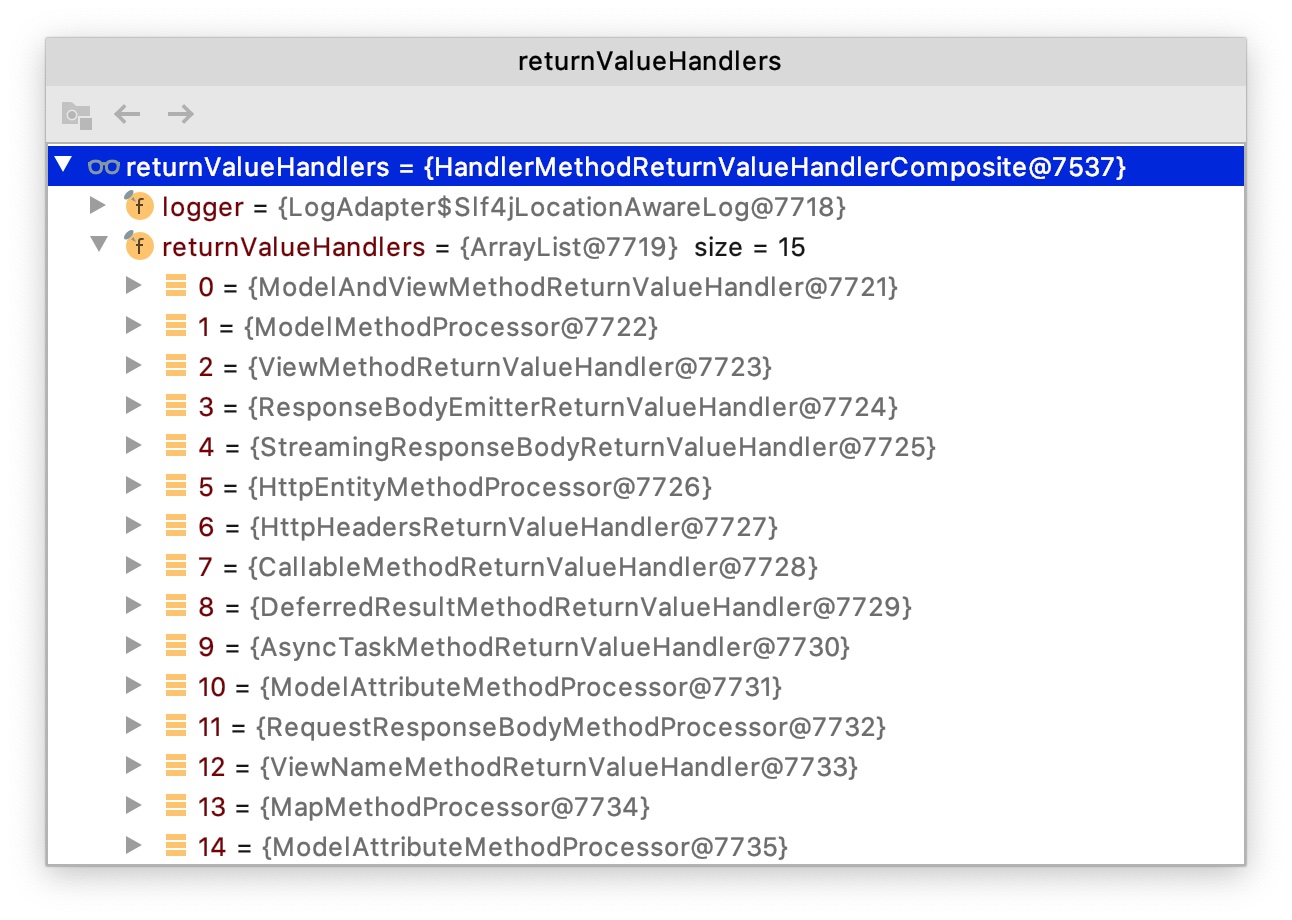 returnValueHandlers
returnValueHandlers = {HandlerMethodReturnValueHandlerComposite@7537}
f logger = {LogAdapter$Slf4jLocationAwareLog@7718}
f returnValueHandlers = {ArrayList@7719} size = 15
0 = {ModelAndViewMethodReturnValueHandler@7721}
1 = {ModelMethodProcessor@7722}
2 = {ViewMethodReturnValueHandler@7723}
3 = {ResponseBodyEmitterReturnValueHandler@7724}
4 = {StreamingResponseBodyReturnValueHandler@7725}
5 = {HttpEntityMethodProcessor@7726}
6 = {HttpHeadersReturnValueHandler@7727}
7 = {CallableMethodReturnValueHandler@7728}
8 = {DeferredResultMethodReturnValueHandler@7729}
9 = {AsyncTaskMethodReturnValueHandler@7730}
10 = {ModelAttributeMethodProcessor@7731}
11 = {RequestResponseBodyMethodProcessor@7732}
12 = {ViewNameMethodReturnValueHandler@7733}
13 = {MapMethodProcessor@7734}
14 = {ModelAttributeMethodProcessor@7735}